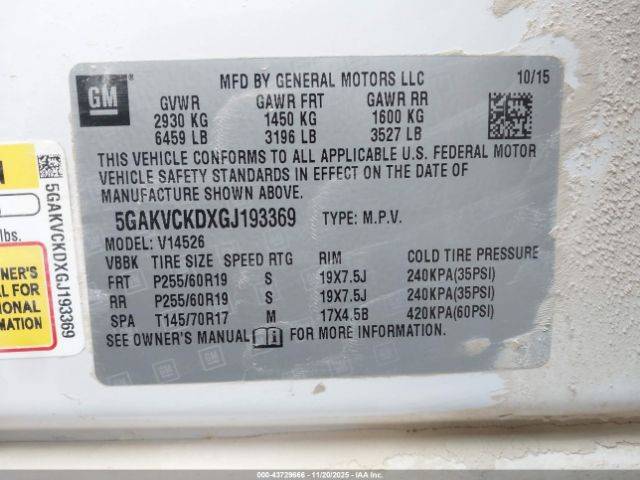 GM
MFD BY GENERAL MOTORS LLC 10/15
GVWR GAWR FRT GAWR RR
2930 KG 1450 KG 1600 KG
6459 LB 3196 LB 3527 LB
THIS VEHICLE CONFORMS TO ALL APPLICABLE U.S. FEDERAL MOTOR
VEHICLE SAFETY STANDARDS IN EFFECT ON THE DATE OF
MANUFACTURE SHOWN ABOVE.
5GAKVCKDXGJ193369 TYPE: M.P.V.
MODEL: V14526
VBBK TIRE SIZE SPEED RTG RIM COLD TIRE PRESSURE
FRT P255/60R19 S 19X7.5J 240KPA(35PSI)
RR P255/60R19 S 19X7.5J 240KPA(35PSI)
SPA T145/70R17 M 17X4.5B 420KPA(60PSI)
SEE OWNER'S MANUAL FOR MORE INFORMATION.
5GAKVCKDXGJ193369
lbs.
NER'S
FOR
IONAL
MATION
00-43729666 - 11/20/2025 - IAAI.COM